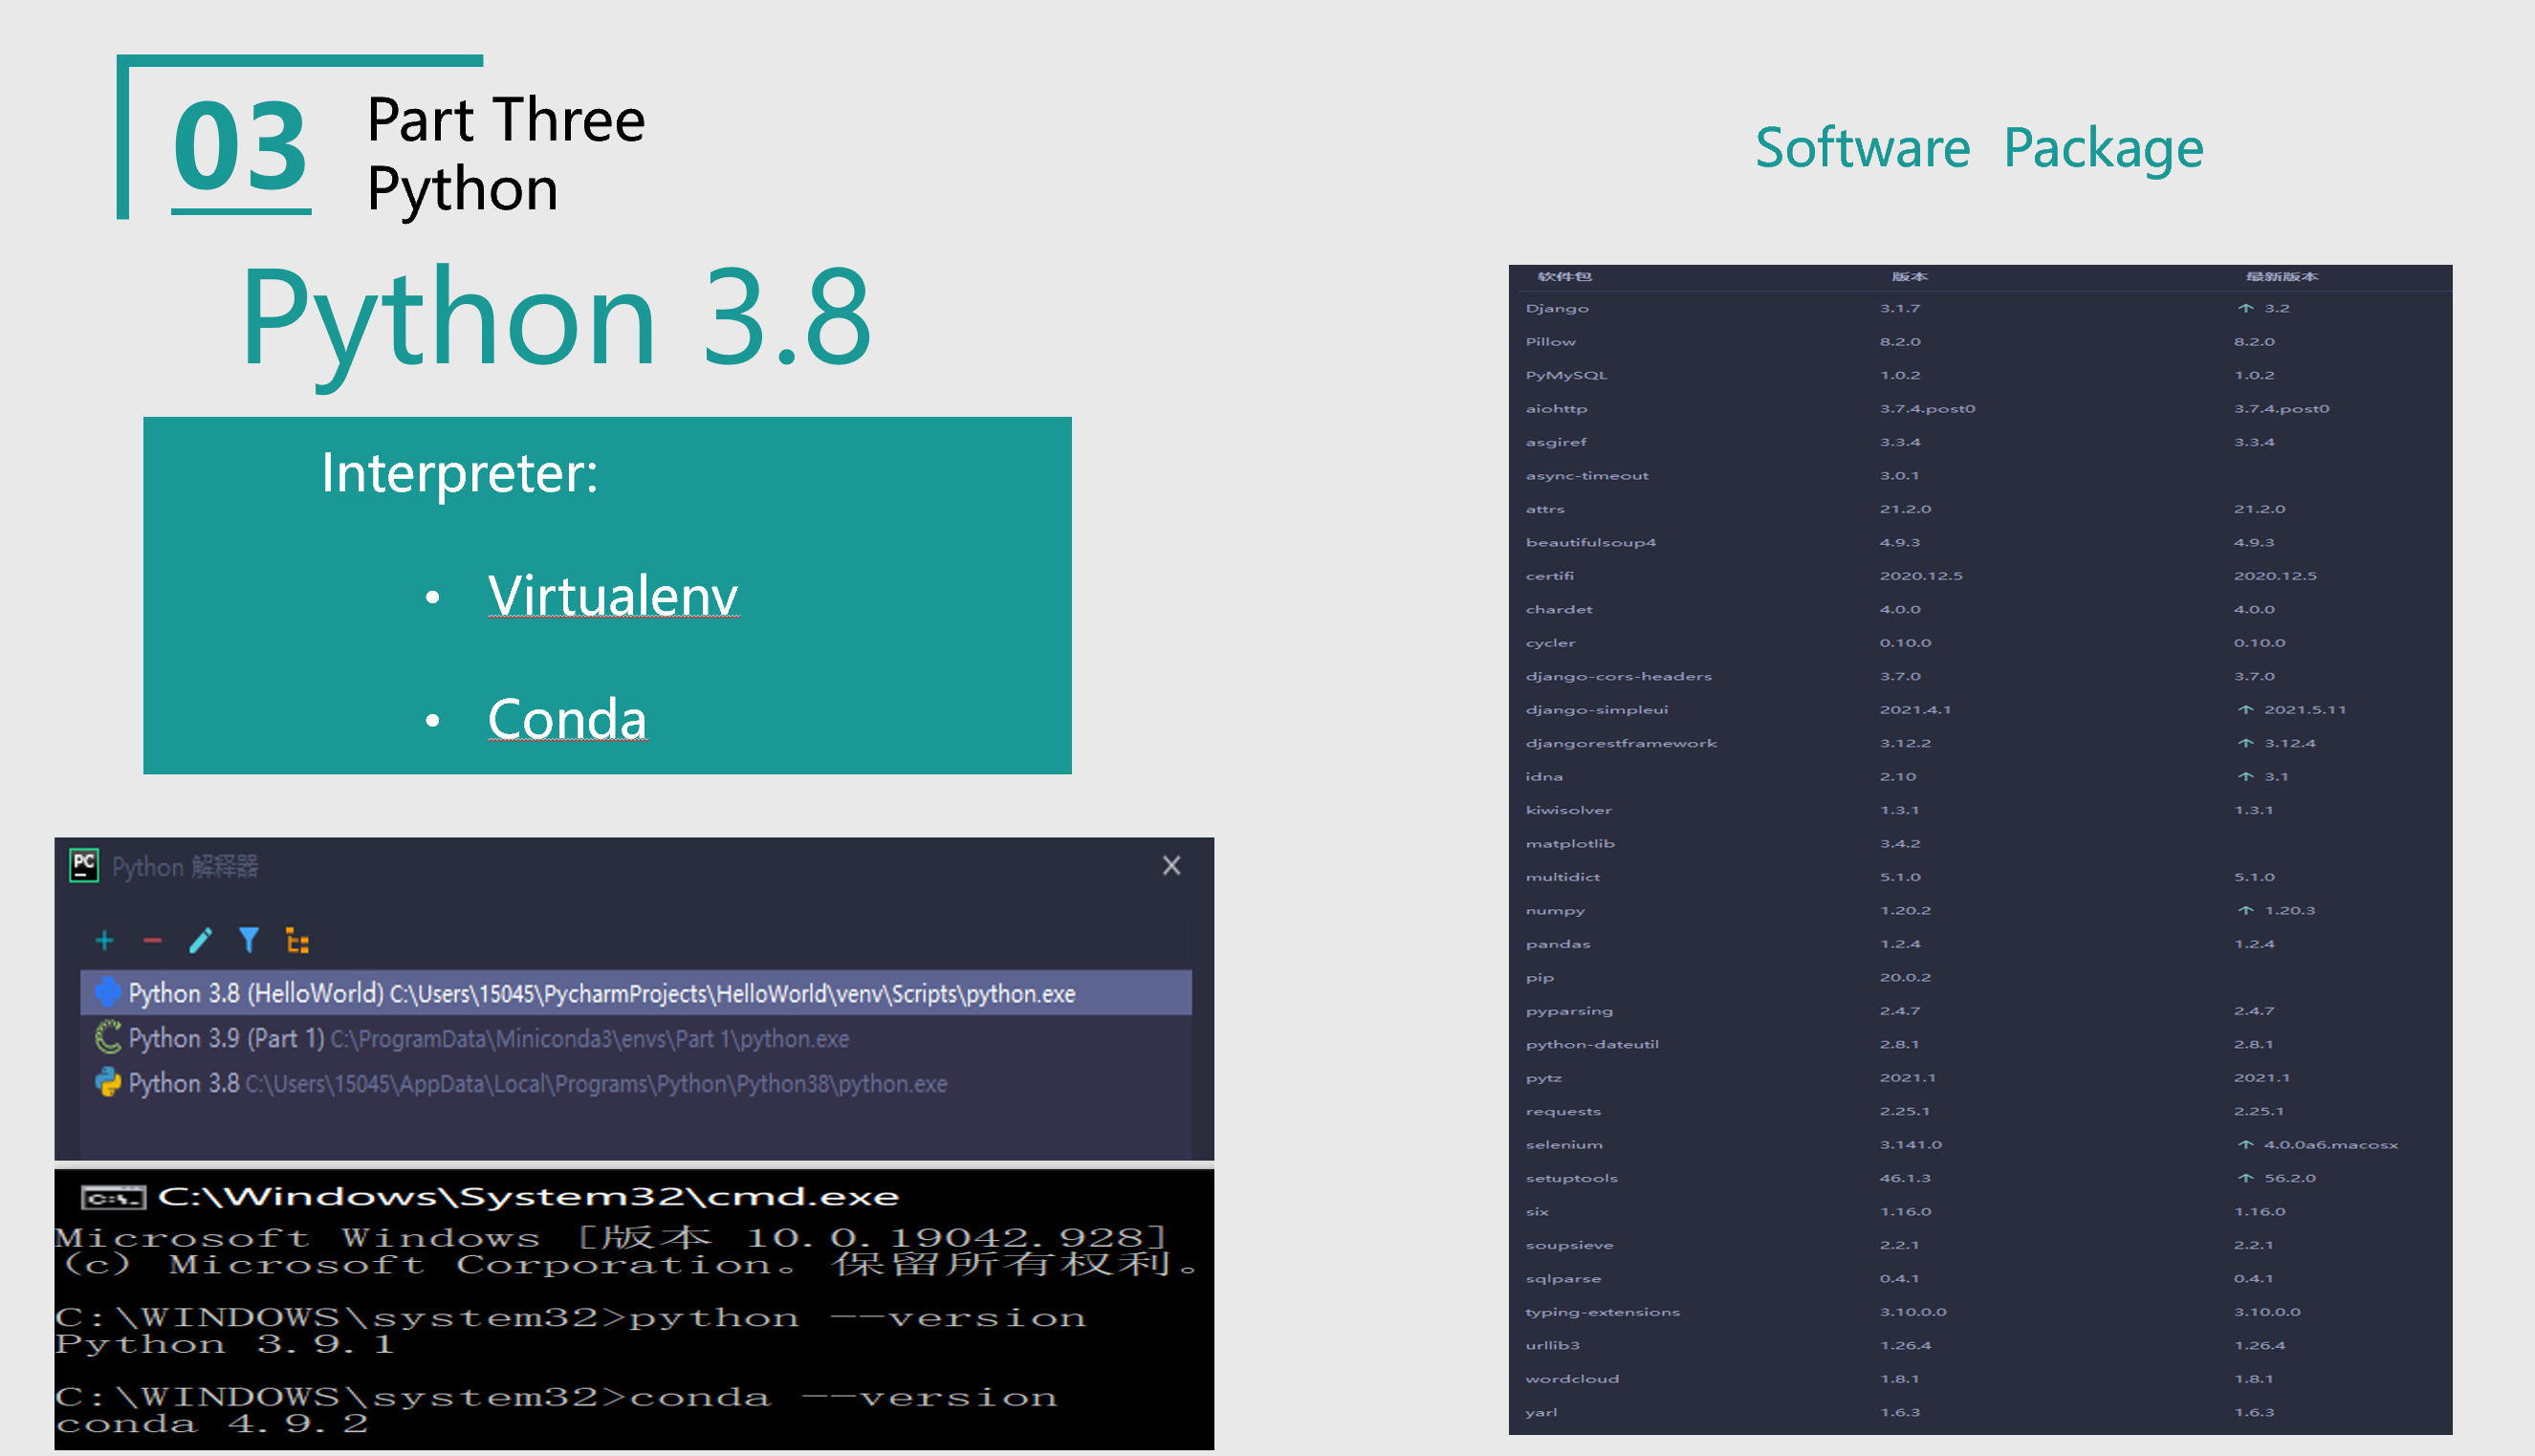 03
Part Three
Python
Python 3.8
Interpreter:
• Virtualenv
• Conda
Python 解释器
Python 3.8 (HelloWorld) C:\Users\15045\PycharmProjects\HelloWorld\venv\Scripts\python.exe
Python 3.9 (Part 1) C:\ProgramData\Miniconda3\envs\Part 1\python.exe
Python 3.8 C:\Users\15045\AppData\Local\Programs\Python\Python38\python.exe
C:\Windows\System32\cmd.exe
Microsoft Windows [版本 10.0.19042.928]
(c) Microsoft Corporation。保留所有权利。
C:\WINDOWS\system32>python --version
Python 3.9.1
C:\WINDOWS\system32>conda --version
conda 4.9.2
Software Package
软件包 版本 最新版本
Django 3.1.7 ↑ 3.2
Pillow 8.2.0 8.2.0
PyMySQL 1.0.2 1.0.2
aiohttp 3.7.4.post0 3.7.4.post0
asgiref 3.3.4 3.3.4
async-timeout 3.0.1
attrs 21.2.0 21.2.0
beautifulsoup4 4.9.3 4.9.3
certifi 2020.12.5 2020.12.5
chardet 4.0.0 4.0.0
cycler 0.10.0 0.10.0
django-cors-headers 3.7.0 3.7.0
django-simpleui 2021.4.1 ↑ 2021.5.11
djangorestframework 3.12.2 ↑ 3.12.4
idna 2.10 ↑ 3.1
kiwisolver 1.3.1 1.3.1
matplotlib 3.4.2
multidict 5.1.0 5.1.0
numpy 1.20.2 ↑ 1.20.3
pandas 1.2.4 1.2.4
pip 20.0.2
pyparsing 2.4.7 2.4.7
python-dateutil 2.8.1 2.8.1
pytz 2021.1 2021.1
requests 2.25.1 2.25.1
selenium 3.141.0 ↑ 4.0.0a6.macosx
setuptools 46.1.3 ↑ 56.2.0
six 1.16.0 1.16.0
soupsieve 2.2.1 2.2.1
sqlparse 0.4.1 0.4.1
typing-extensions 3.10.0.0 3.10.0.0
urllib3 1.26.4 1.26.4
wordcloud 1.8.1 1.8.1
yarl 1.6.3 1.6.3